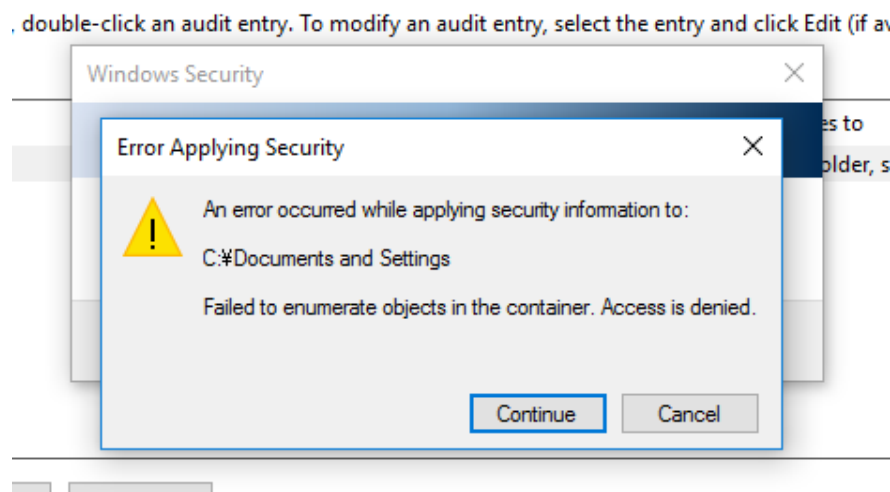 , double-click an audit entry. To modify an audit entry, select the entry and click Edit (if
Windows Security
es to
Error Applying Security
older, s
An error occurred while applying security information to:
C:¥Documents and Settings
Failed to enumerate objects in the container. Access is denied.
Continue
Cancel